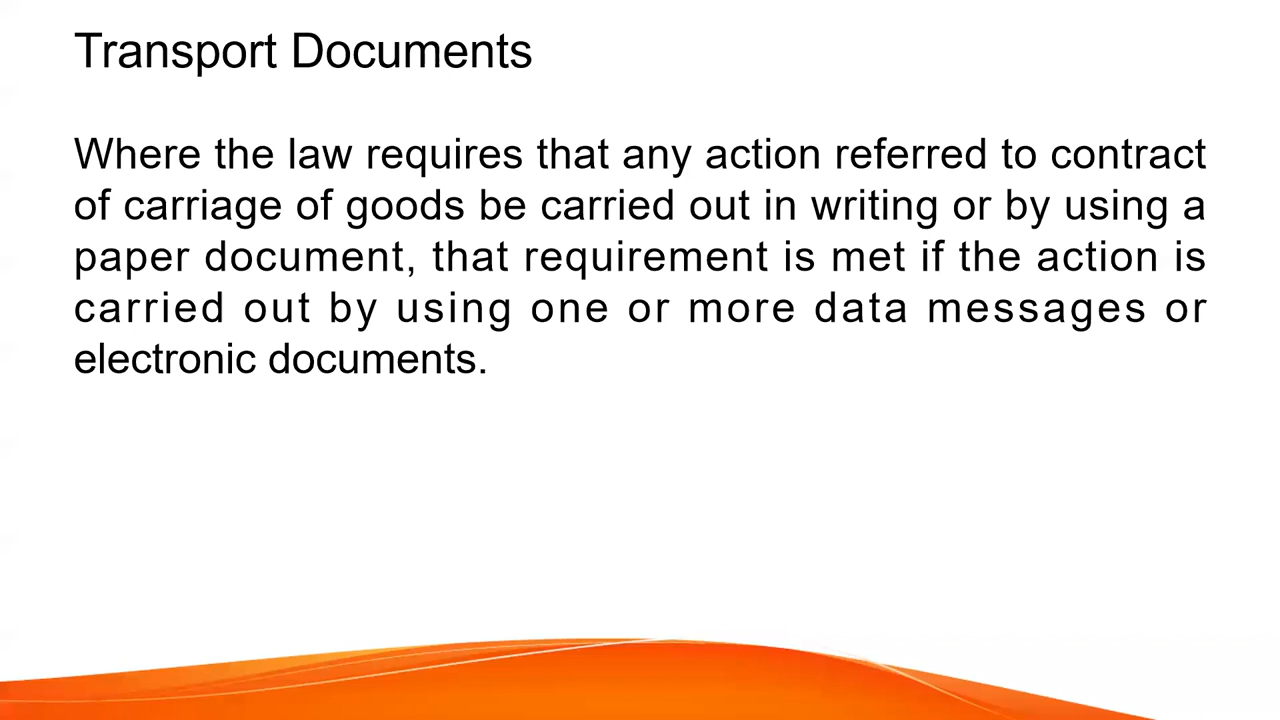 Transport Documents
Where the law requires that any action referred to contract
of carriage of goods be carried out in writing or by using a
paper document, that requirement is met if the action is
carried out by using one or more data messages or
electronic documents.